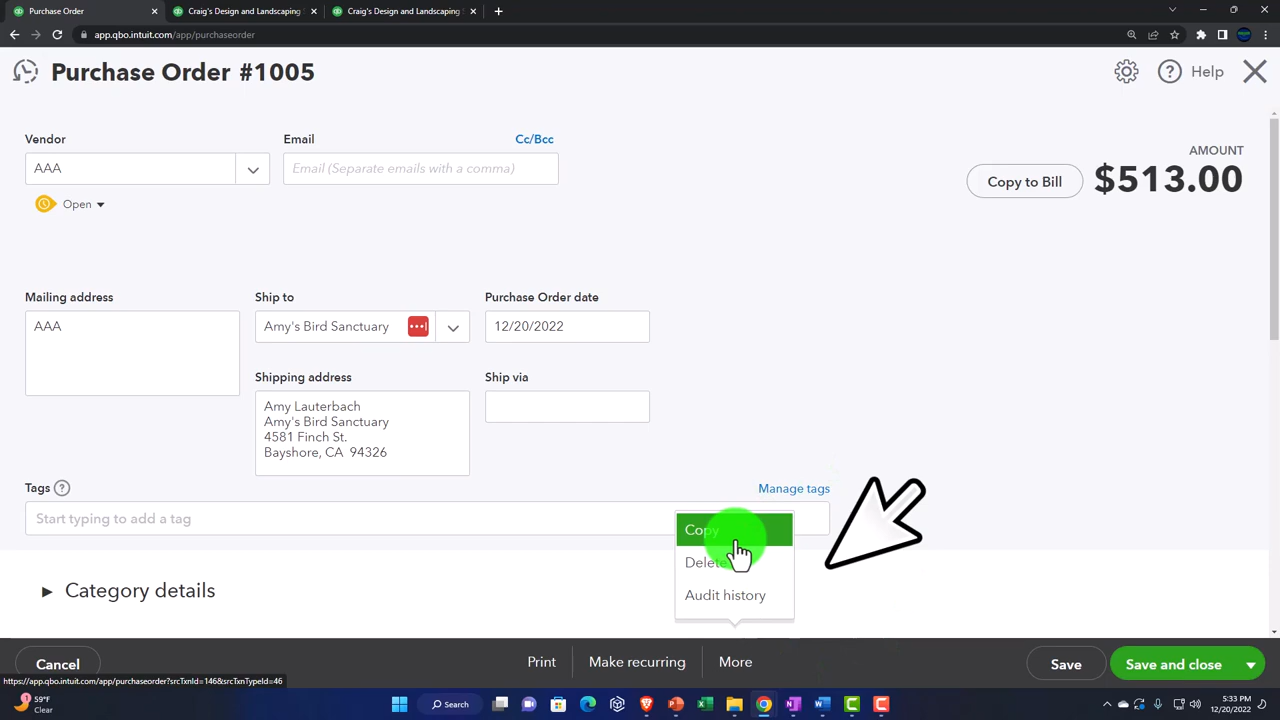 Purchase Order
Craig's Design and Landscaping
Craig's Design and Landscaping
app.qbo.intuit.com/app/purchaseorder
Purchase Order #1005
Help
Vendor
Email
Cc/Bcc
AAA
Email (Separate emails with a comma)
Open
Copy to Bill
AMOUNT
$513.00
Mailing address
Ship to
Purchase Order date
AAA
Amy's Bird Sanctuary
12/20/2022
Shipping address
Ship via
Amy Lauterbach
Amy's Bird Sanctuary
4581 Finch St.
Bayshore, CA 94326
Tags
Manage tags
Start typing to add a tag
Copy
Delete
Audit history
Category details
Cancel
Print
Make recurring
More
Save
Save and close
https://app.qbo.intuit.com/app/purchaseorder?srcTxnId=146&srcTxnTypeId=46
59°F
Clear
Search
5:33 PM
12/20/2022